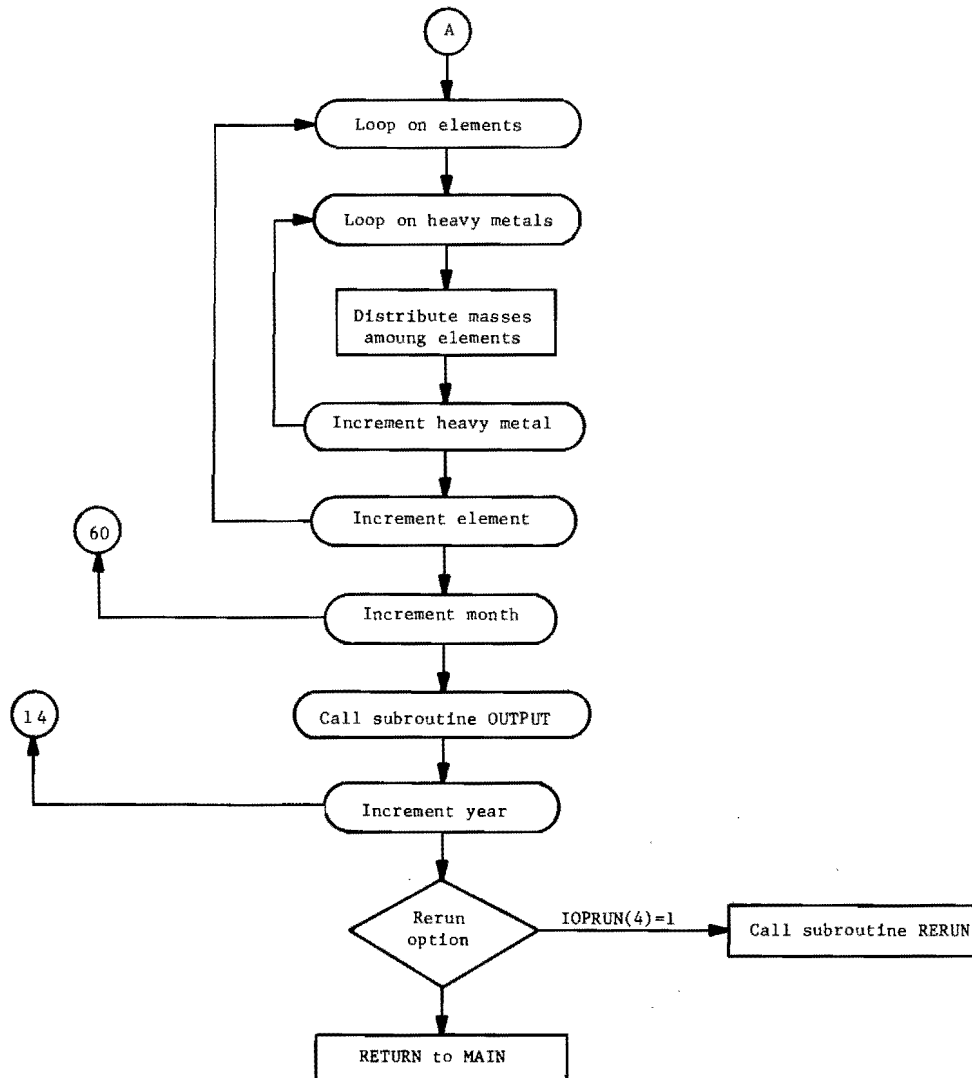 A
Loop on elements
Loop on heavy metals
Distribute masses
amoung elements
Increment heavy metal
Increment element
60
Increment month
14
Call subroutine OUTPUT
Increment year
Rerun
option
IOPRUN(4)=1
Call subroutine RERUN
RETURN to MAIN